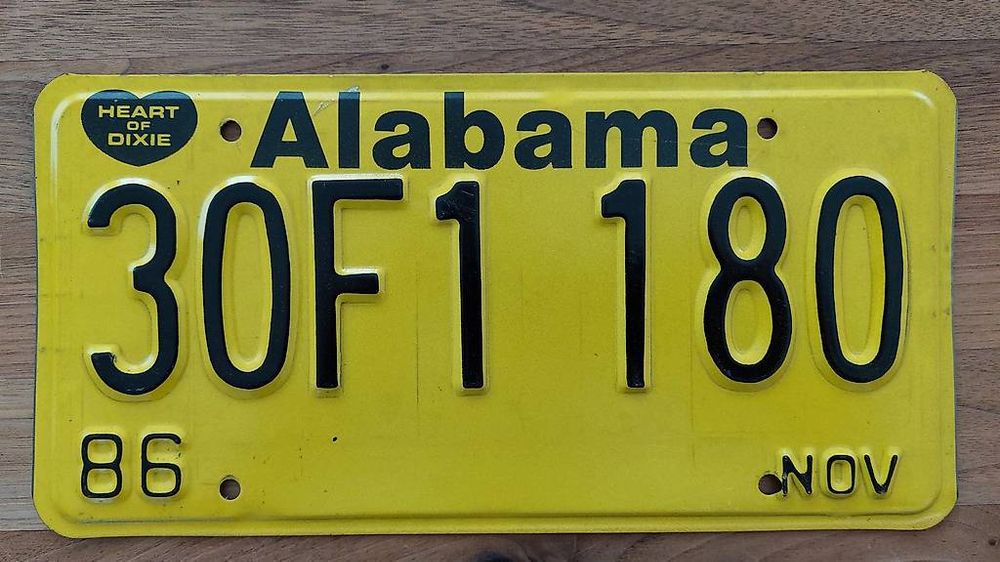 HEART
OF
DIXIE
Alabama
30F1 180
86 NOV